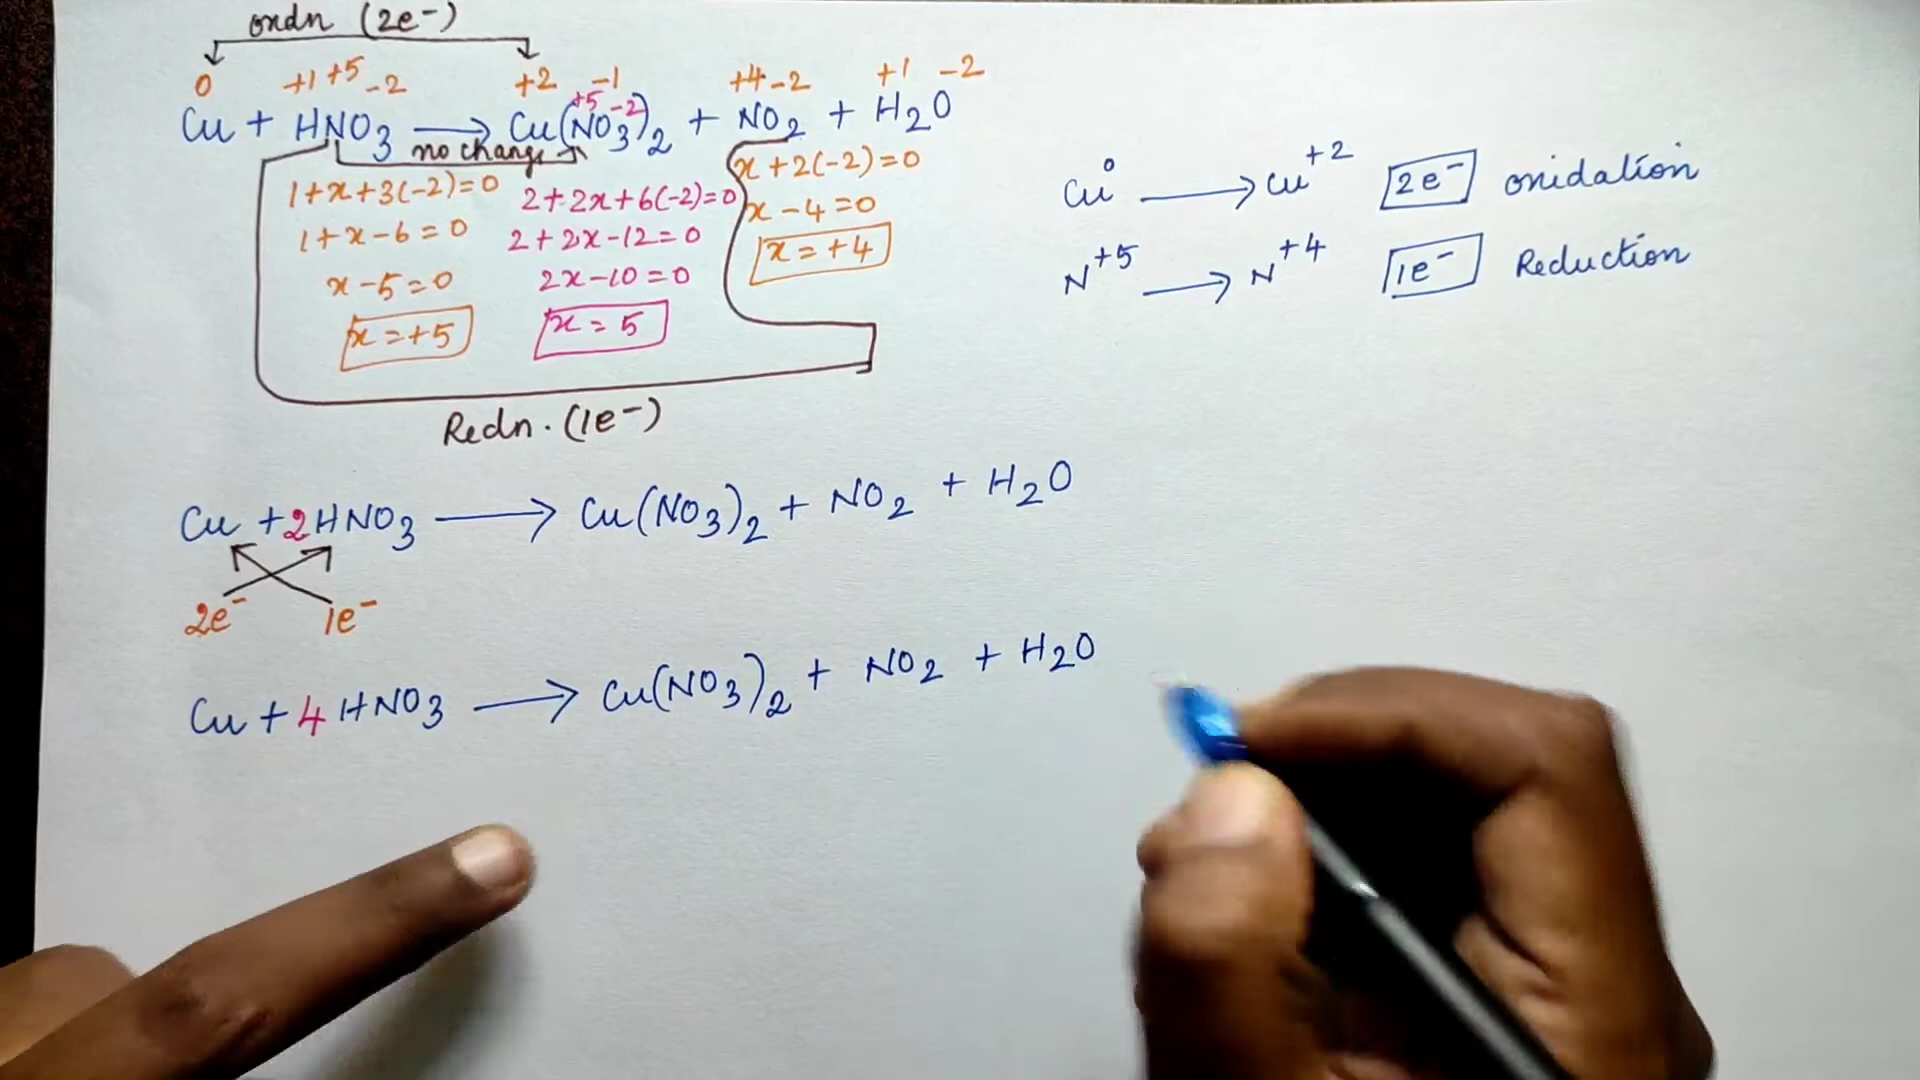 oxdn (2e⁻)
0 +1 +5 -2 +2 -1 +4 -2 +1 -2
+5 -2
Cu + HNO₃ ⟶ Cu(NO₃)₂ + NO₂ + H₂O
no change
1+x+3(-2)=0 2+2x+6(-2)=0 x+2(-2)=0
1+x-6=0 2+2x-12=0 x-4=0
x-5=0 2x-10=0 x=+4
x=+5 x=5
Redn. (1e⁻)
Cu⁰ ⟶ Cu⁺² 2e⁻ oxidation
N⁺⁵ ⟶ N⁺⁴ 1e⁻ Reduction
Cu + 2HNO₃ ⟶ Cu(NO₃)₂ + NO₂ + H₂O
2e⁻ 1e⁻
Cu + 4HNO₃ ⟶ Cu(NO₃)₂ + NO₂ + H₂O